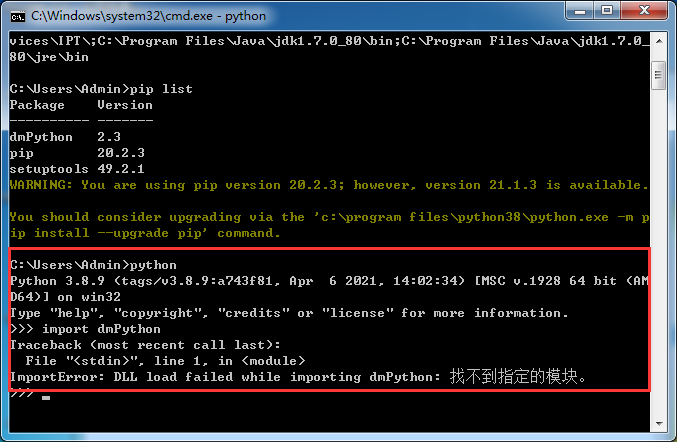 C:\Windows\system32\cmd.exe - python
vices\IPT\;C:\Program Files\Java\jdk1.7.0_80\bin;C:\Program Files\Java\jdk1.7.0_
80\jre\bin
C:\Users\Admin>pip list
Package    Version
---------- -------
dmPython   2.3
pip        20.2.3
setuptools 49.2.1
WARNING: You are using pip version 20.2.3; however, version 21.1.3 is available.
You should consider upgrading via the 'c:\program files\python38\python.exe -m p
ip install --upgrade pip' command.
C:\Users\Admin>python
Python 3.8.9 (tags/v3.8.9:a743f81, Apr  6 2021, 14:02:34) [MSC v.1928 64 bit (AM
D64)] on win32
Type "help", "copyright", "credits" or "license" for more information.
>>> import dmPython
Traceback (most recent call last):
  File "<stdin>", line 1, in <module>
ImportError: DLL load failed while importing dmPython: 找不到指定的模块。
>>>